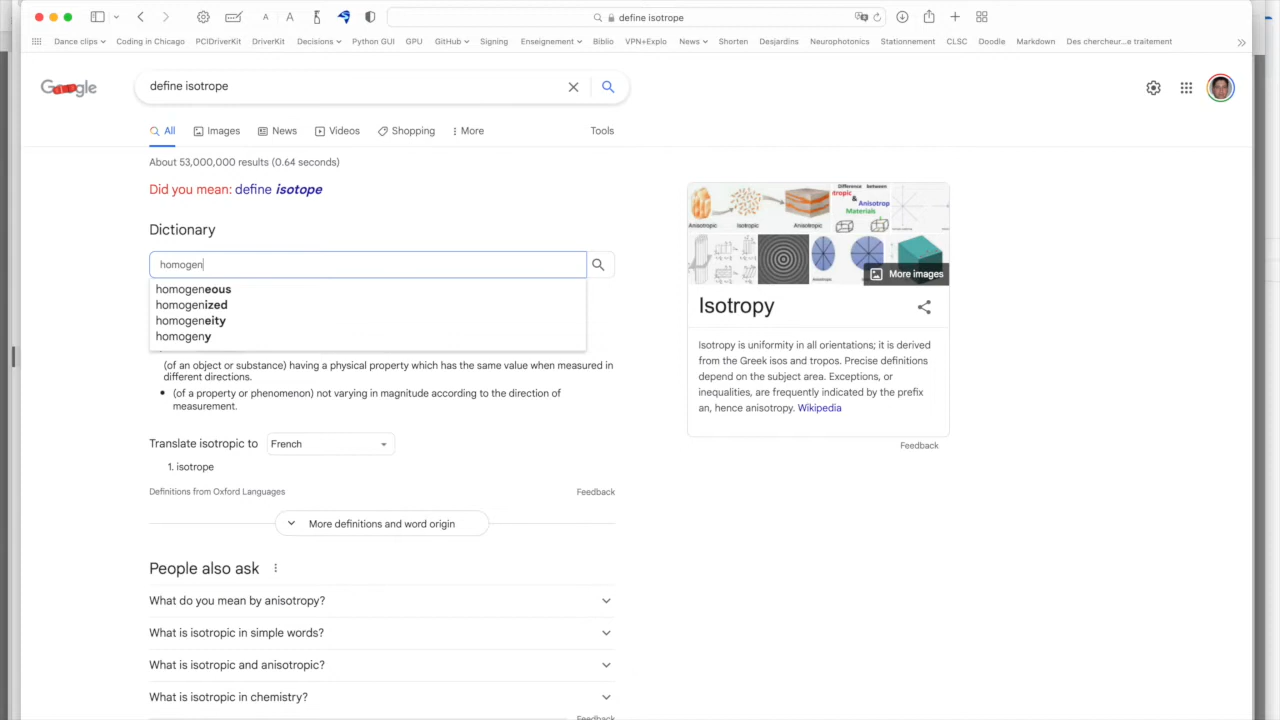 define isotrope
Dance clips Coding in Chicago PCIDriverKit DriverKit Decisions Python GUI GPU GitHub Signing Enseignement Biblio VPN+Explo News Shorten Desjardins Neurophotonics Stationnement CLSC Doodle Markdown Des chercheur...e traitement
Google define isotrope
All Images News Videos Shopping More Tools
About 53,000,000 results (0.64 seconds)
Did you mean: define isotope
Dictionary
homogen
homogeneous
homogenized
homogeneity
homogeny
(of an object or substance) having a physical property which has the same value when measured in
different directions.
• (of a property or phenomenon) not varying in magnitude according to the direction of
measurement.
Translate isotropic to French
1. isotrope
Definitions from Oxford Languages Feedback
More definitions and word origin
People also ask
What do you mean by anisotropy?
What is isotropic in simple words?
What is isotropic and anisotropic?
What is isotropic in chemistry?
Feedback
Difference between
&
Materials
Anisotropic Isotropic Anisotropic
More images
Isotropy
Isotropy is uniformity in all orientations; it is derived
from the Greek isos and tropos. Precise definitions
depend on the subject area. Exceptions, or
inequalities, are frequently indicated by the prefix
an, hence anisotropy. Wikipedia
Feedback